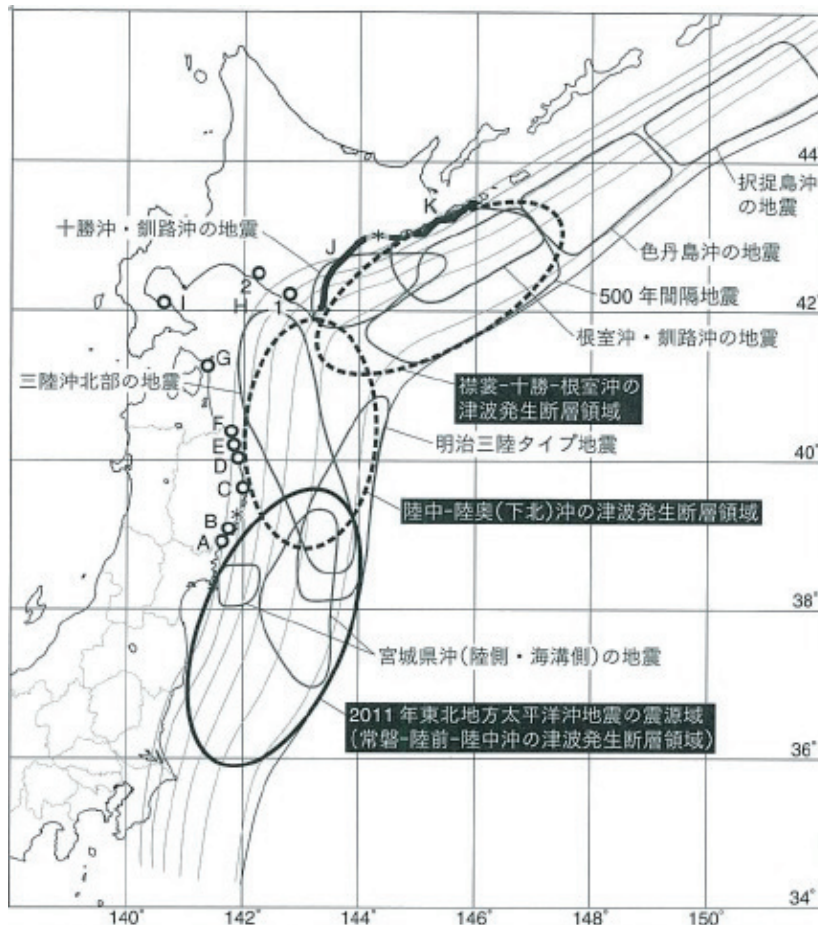 44
択捉島沖
の地震
K
*
十勝沖・釧路沖の地震
J
色丹島沖の地震
2
500年間隔地震
I
H
1
42°
根室沖・釧路沖の地震
G
三陸沖北部の地震
襟裳-十勝-根室沖の
津波発生断層領域
F
明治三陸タイプ地震
E
D
40°
C
陸中-陸奥(下北)沖の津波発生断層領域
*
B
A
38°
宮城県沖(陸側・海溝側)の地震
2011年東北地方太平洋沖地震の震源域
(常磐-陸前-陸中沖の津波発生断層領域)
36°
34°
140° 142° 144° 146° 148° 150°